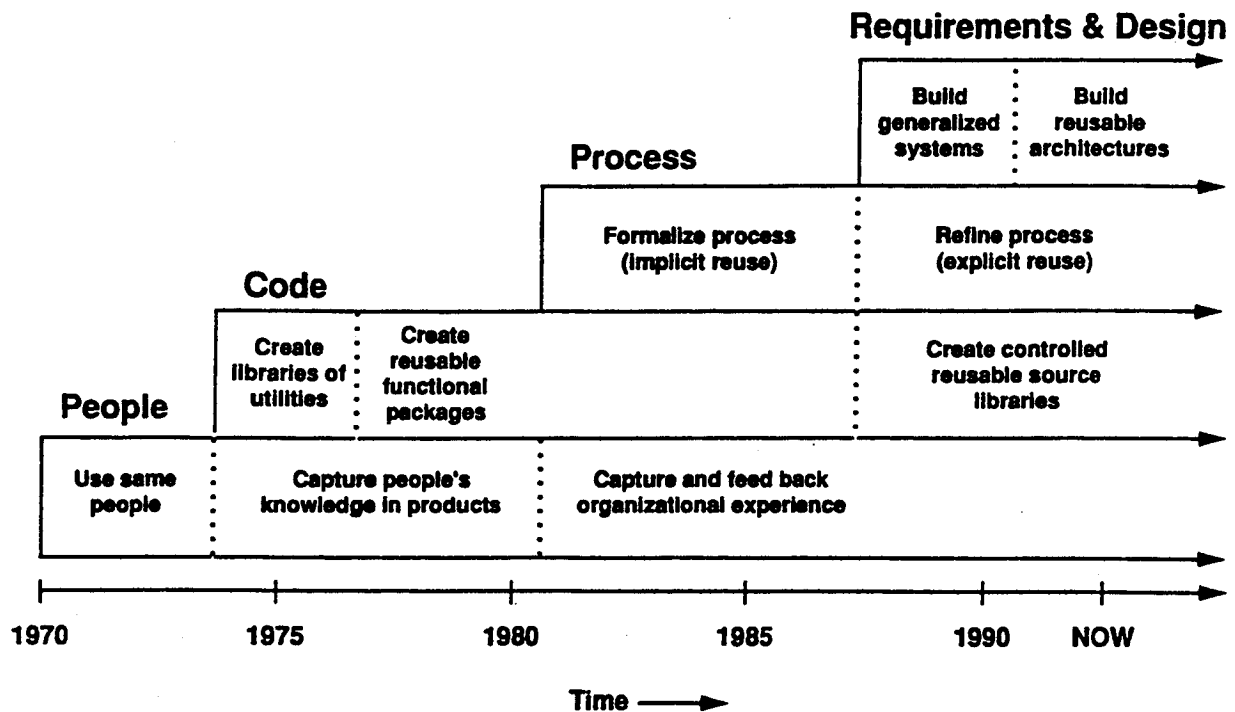 Requirements & Design
Build
generalized
systems
Build
reusable
architectures
Process
Formalize process
(implicit reuse)
Refine process
(explicit reuse)
Code
Create
libraries of
utilities
Create
reusable
functional
packages
Create controlled
reusable source
libraries
People
Use same
people
Capture people's
knowledge in products
Capture and feed back
organizational experience
1970
1975
1980
1985
1990
NOW
Time